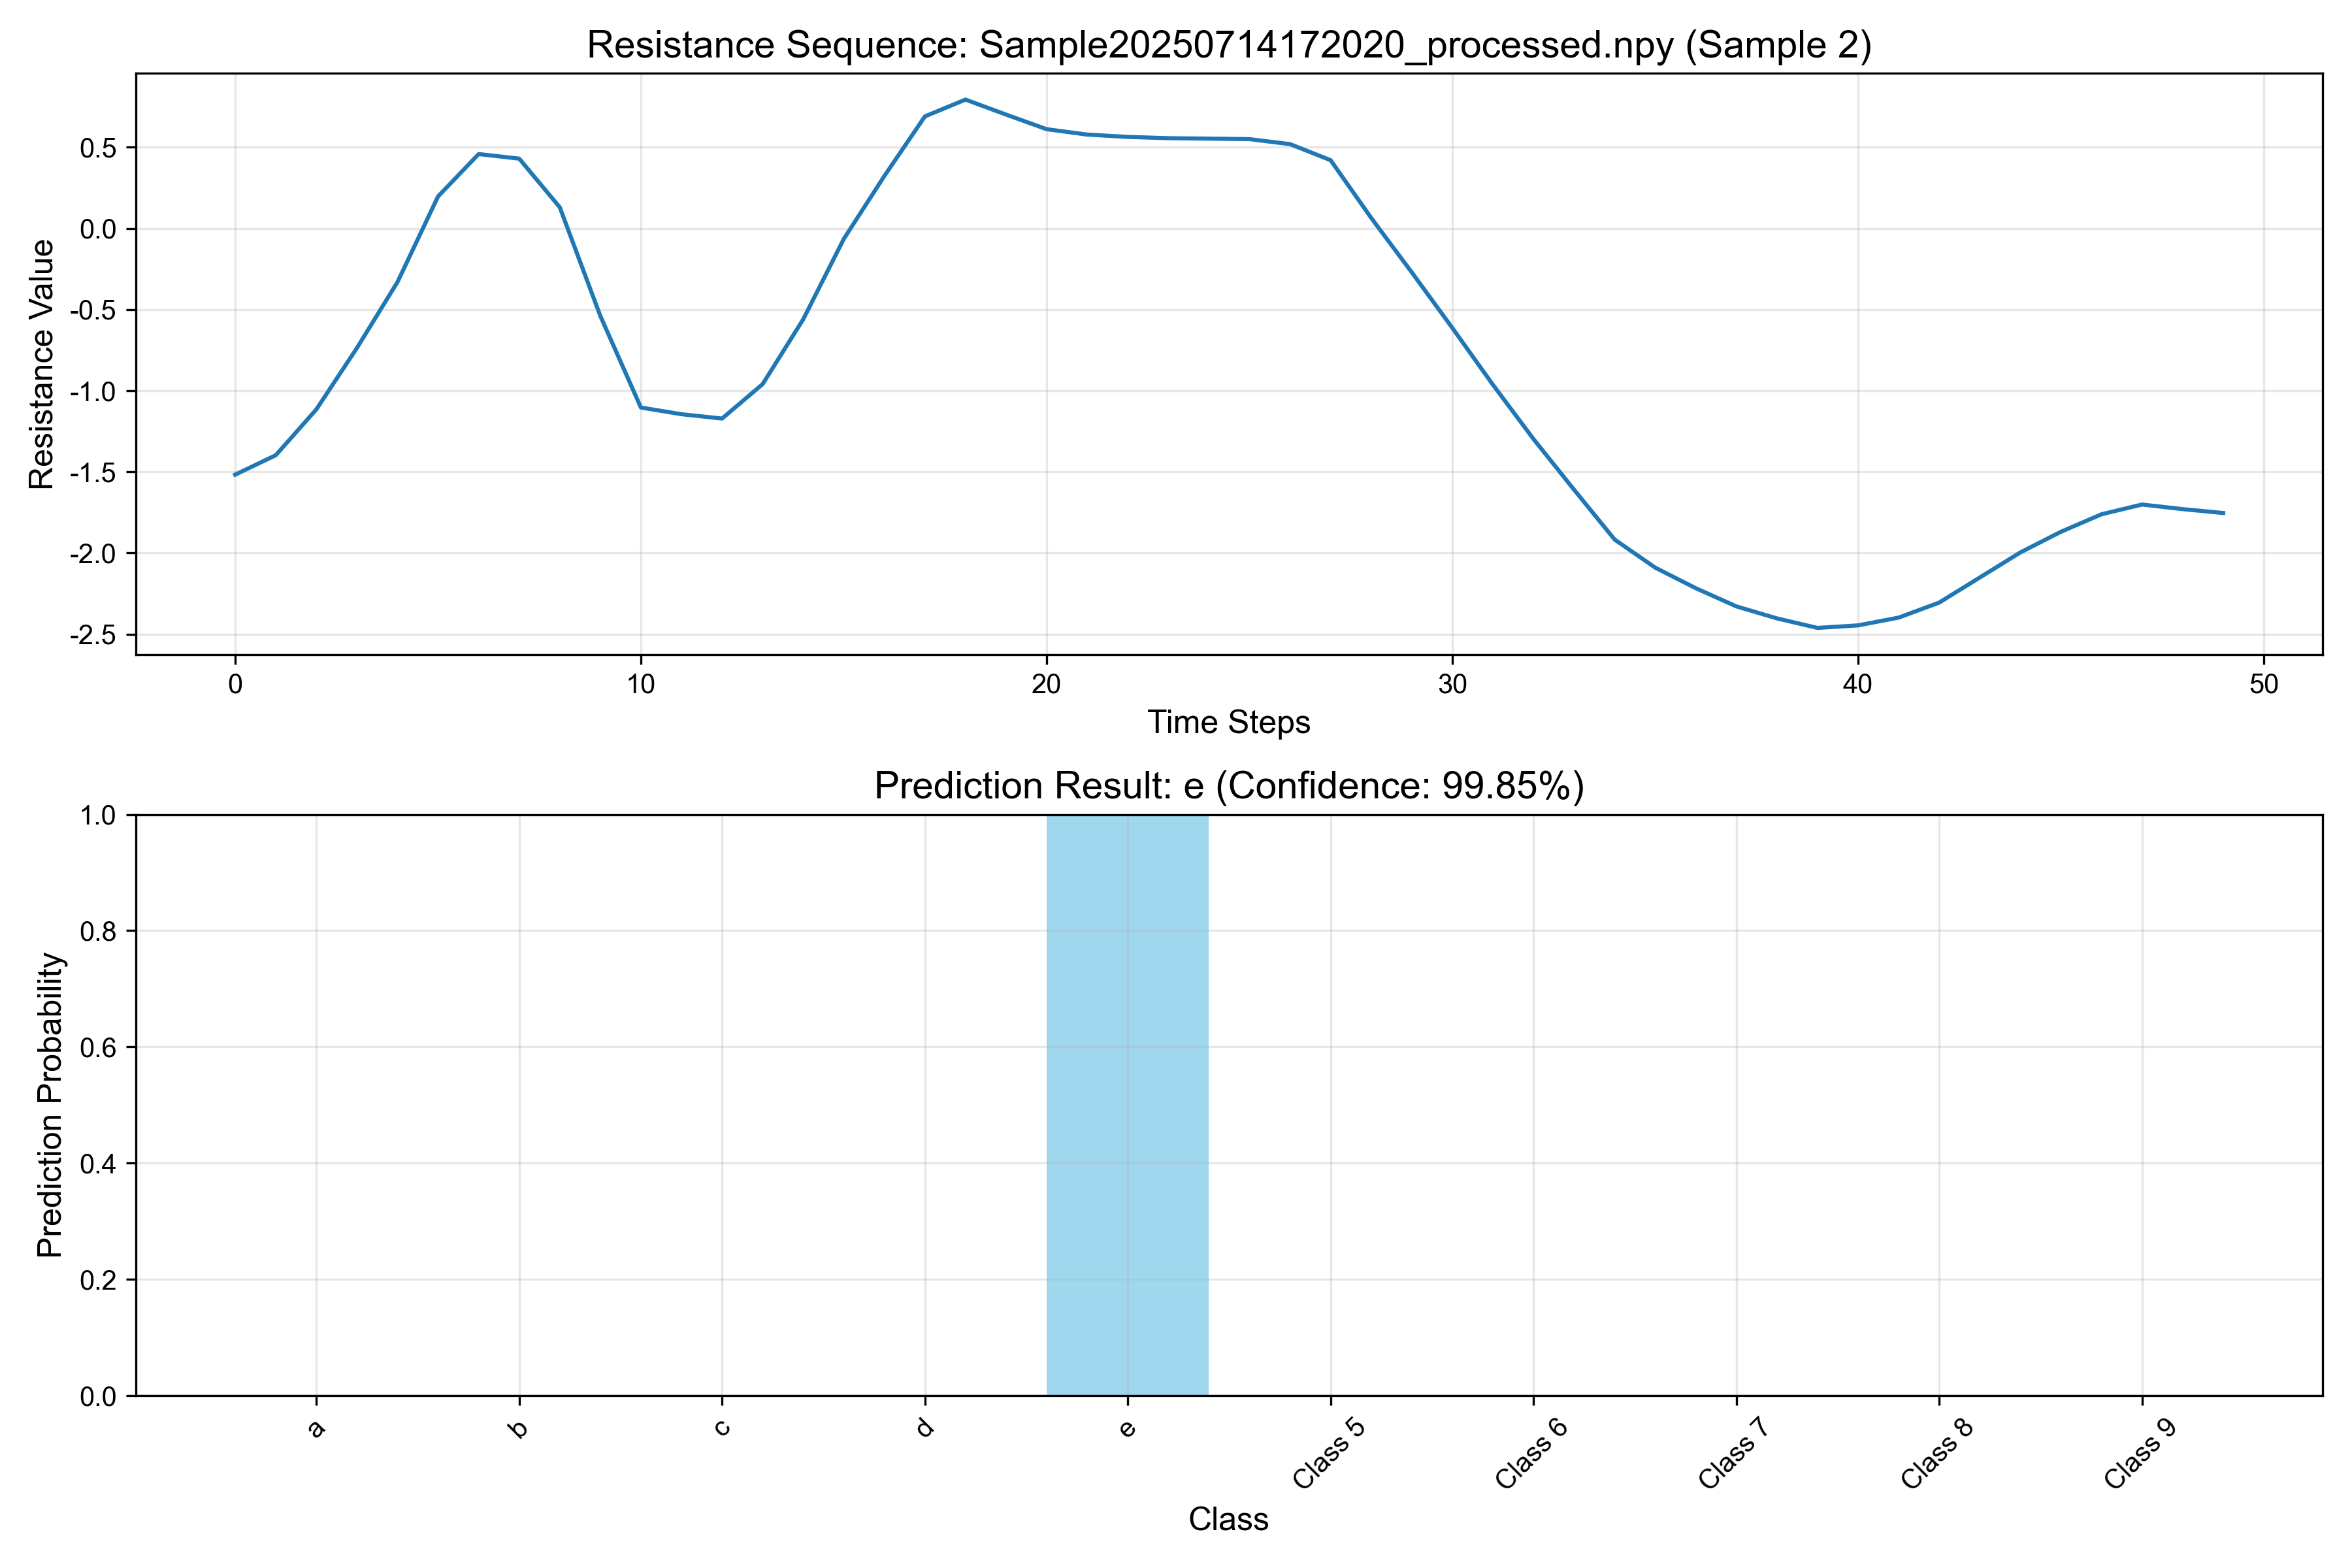 Resistance Sequence: Sample20250714172020_processed.npy (Sample 2)
Resistance Value
0.5
0.0
-0.5
-1.0
-1.5
-2.0
-2.5
0 10 20 30 40 50
Time Steps
Prediction Result: e (Confidence: 99.85%)
Prediction Probability
1.0
0.8
0.6
0.4
0.2
0.0
a b c d e Class 5 Class 6 Class 7 Class 8 Class 9
Class